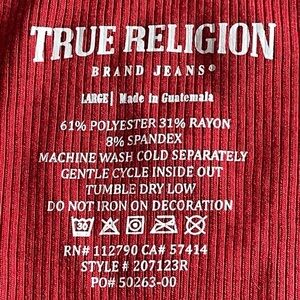 TRUE RELIGION
BRAND JEANS®
LARGE | Made in Guatemala
61% POLYESTER 31% RAYON
8% SPANDEX
MACHINE WASH COLD SEPARATELY
GENTLE CYCLE INSIDE OUT
TUMBLE DRY LOW
DO NOT IRON ON DECORATION
30
RN# 112790 CA# 57414
STYLE # 207123R
PO# 50263-00